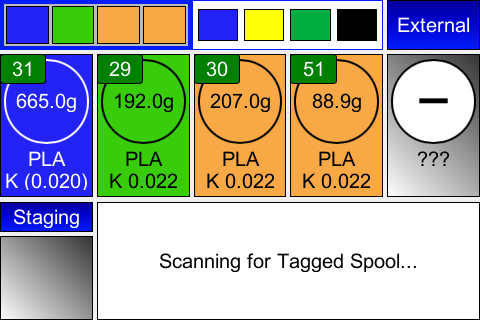 External
31
29
30
51
665.0g
192.0g
207.0g
88.9g
PLA
PLA
PLA
PLA
???
K (0.020)
K 0.022
K 0.022
K 0.022
Staging
Scanning for Tagged Spool...